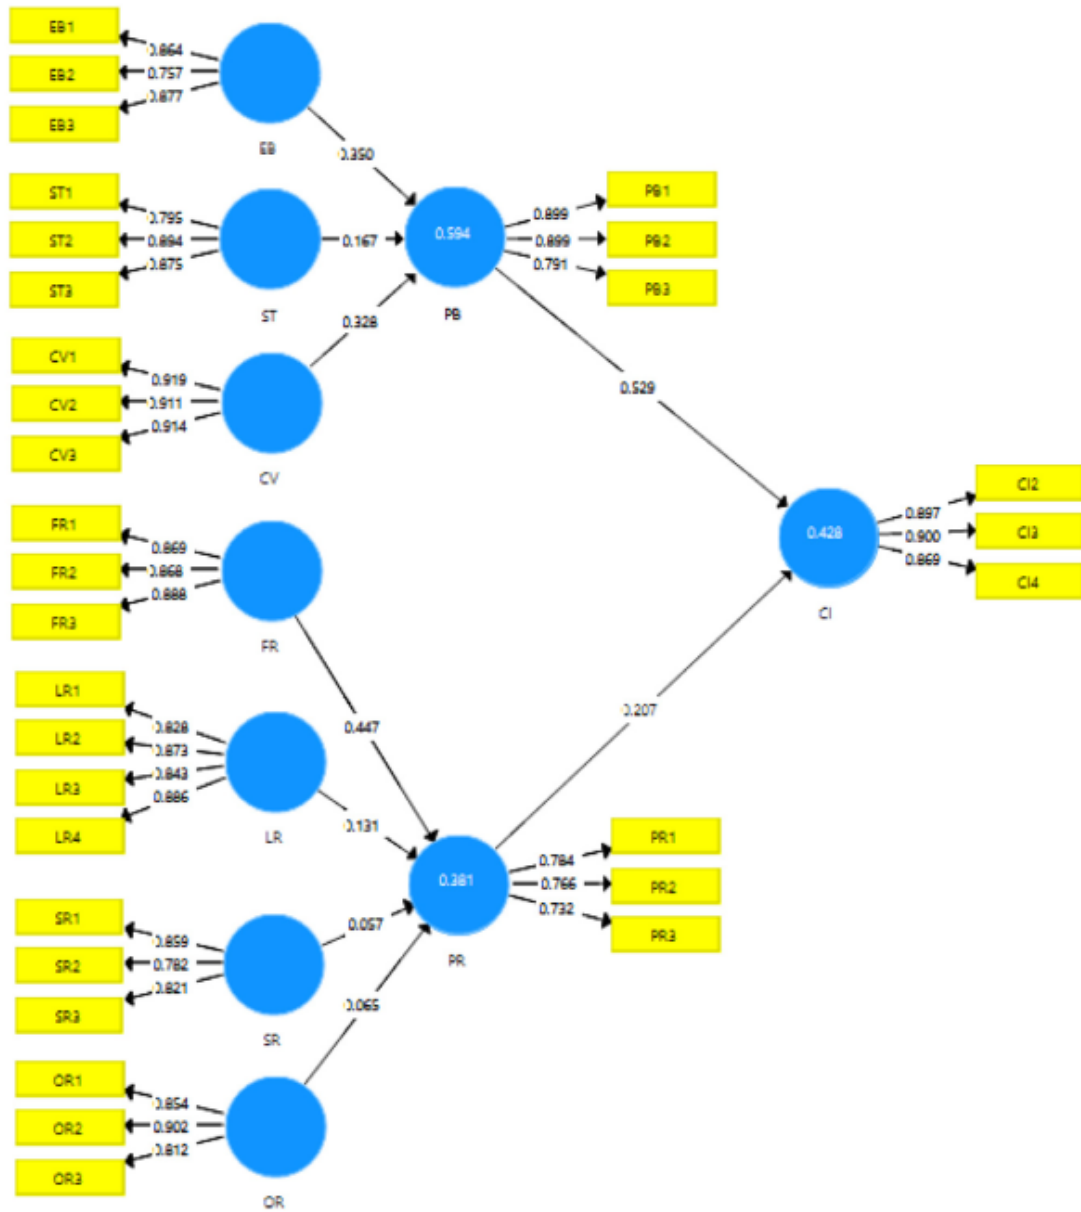 EB1
0.864
EB2
0.757
EB3
0.877
EB
0.350
ST1
0.795
ST2
0.894
ST3
0.875
ST
0.167
PB1
0.899
PB2
0.899
PB3
0.791
0.594
PB
0.328
CV1
0.919
CV2
0.911
CV3
0.914
CV
0.529
FR1
0.869
FR2
0.868
FR3
0.888
FR
0.447
CI2
0.897
CI3
0.900
CI4
0.869
0.428
CI
LR1
0.828
LR2
0.873
LR3
0.843
LR4
0.886
LR
0.131
0.207
PR1
0.784
PR2
0.766
PR3
0.732
0.381
PR
SR1
0.859
SR2
0.782
SR3
0.821
SR
0.057
0.065
OR1
0.854
OR2
0.902
OR3
0.812
OR